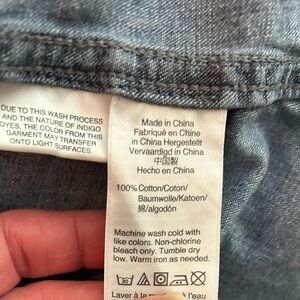 DUE TO THIS WASH PROCESS
AND THE NATURE OF INDIGO
DYES, THE COLOR FROM THIS
GARMENT MAY TRANSFER
ONTO LIGHT SURFACES.
Made in China
Fabriqué en Chine
in China Hergestellt
Vervaardigd in China
中国製
Hecho en China
100% Cotton/Coton/
Baumwolle/Katoen/
綿/algodón
Machine wash cold with
like colors. Non-chlorine
bleach only. Tumble dry
low. Warm iron as needed.
Laver à la l'eau